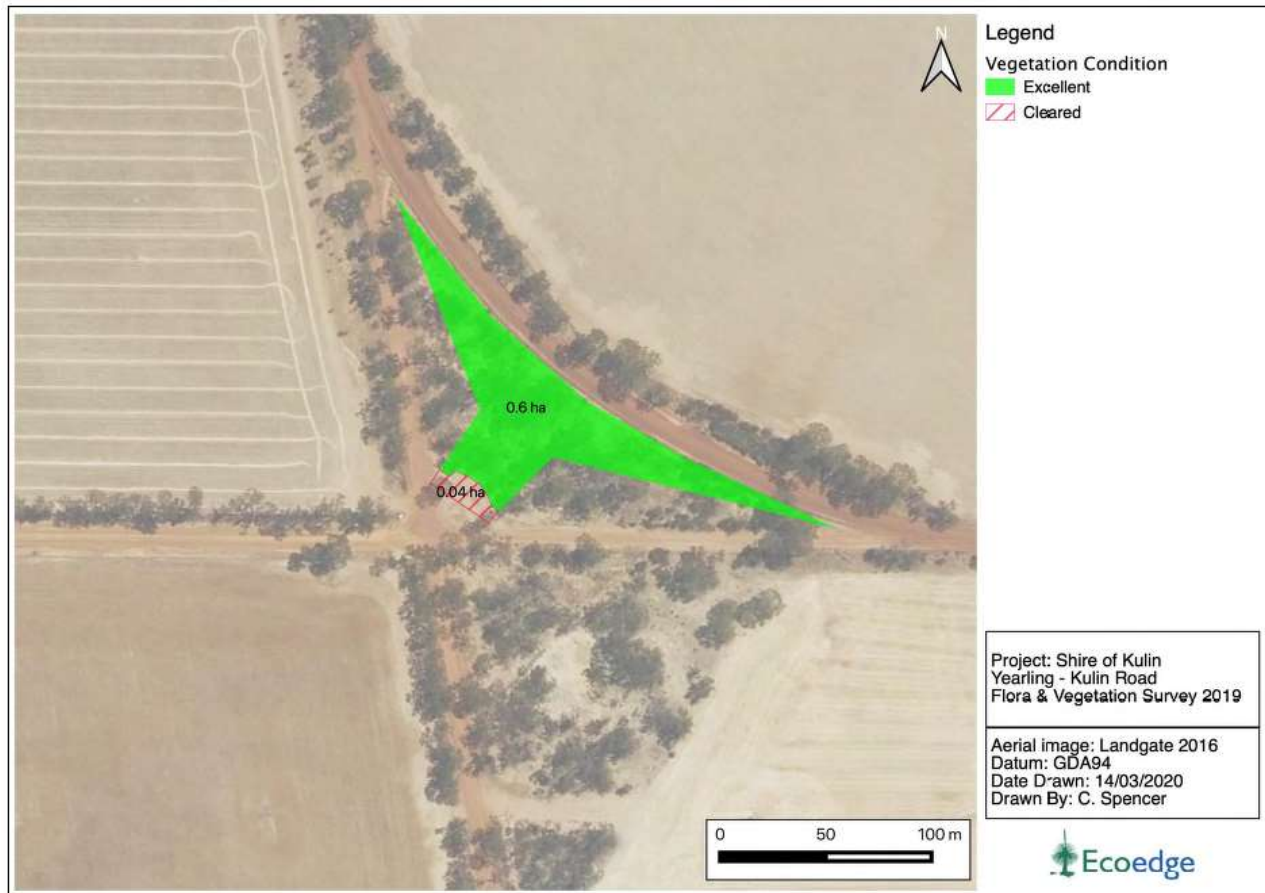 N
Legend
Vegetation Condition
Excellent
Cleared
0.6 ha
0.04 ha
Project: Shire of Kulin
Yearling - Kulin Road
Flora & Vegetation Survey 2019
Aerial image: Landgate 2016
Datum: GDA94
Date Drawn: 14/03/2020
Drawn By: C. Spencer
0 50 100 m
Ecoedge